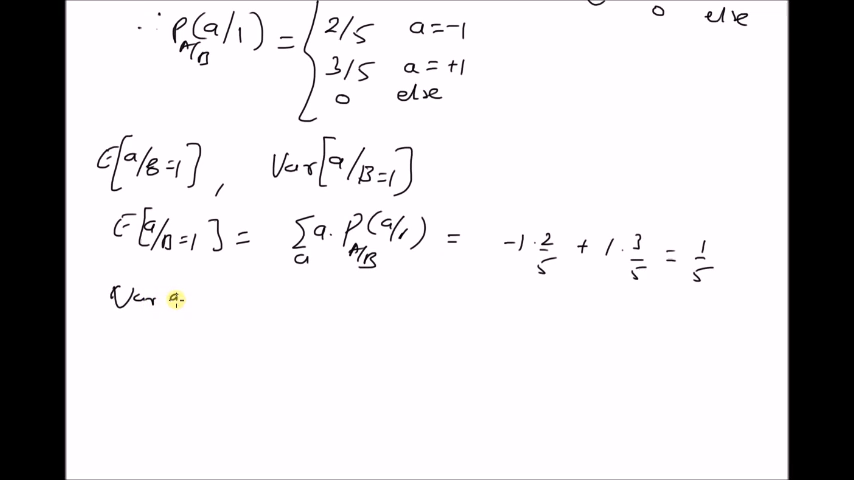 ∴ P_{A/B}(a/1) = { 2/5 a = -1
3/5 a = +1
0 else
0 else
E[a/B=1] , Var[a/B=1]
E[a/B=1] = Σ_a a. P_{A/B}(a/1) = -1·2/5 + 1·3/5 = 1/5
Var